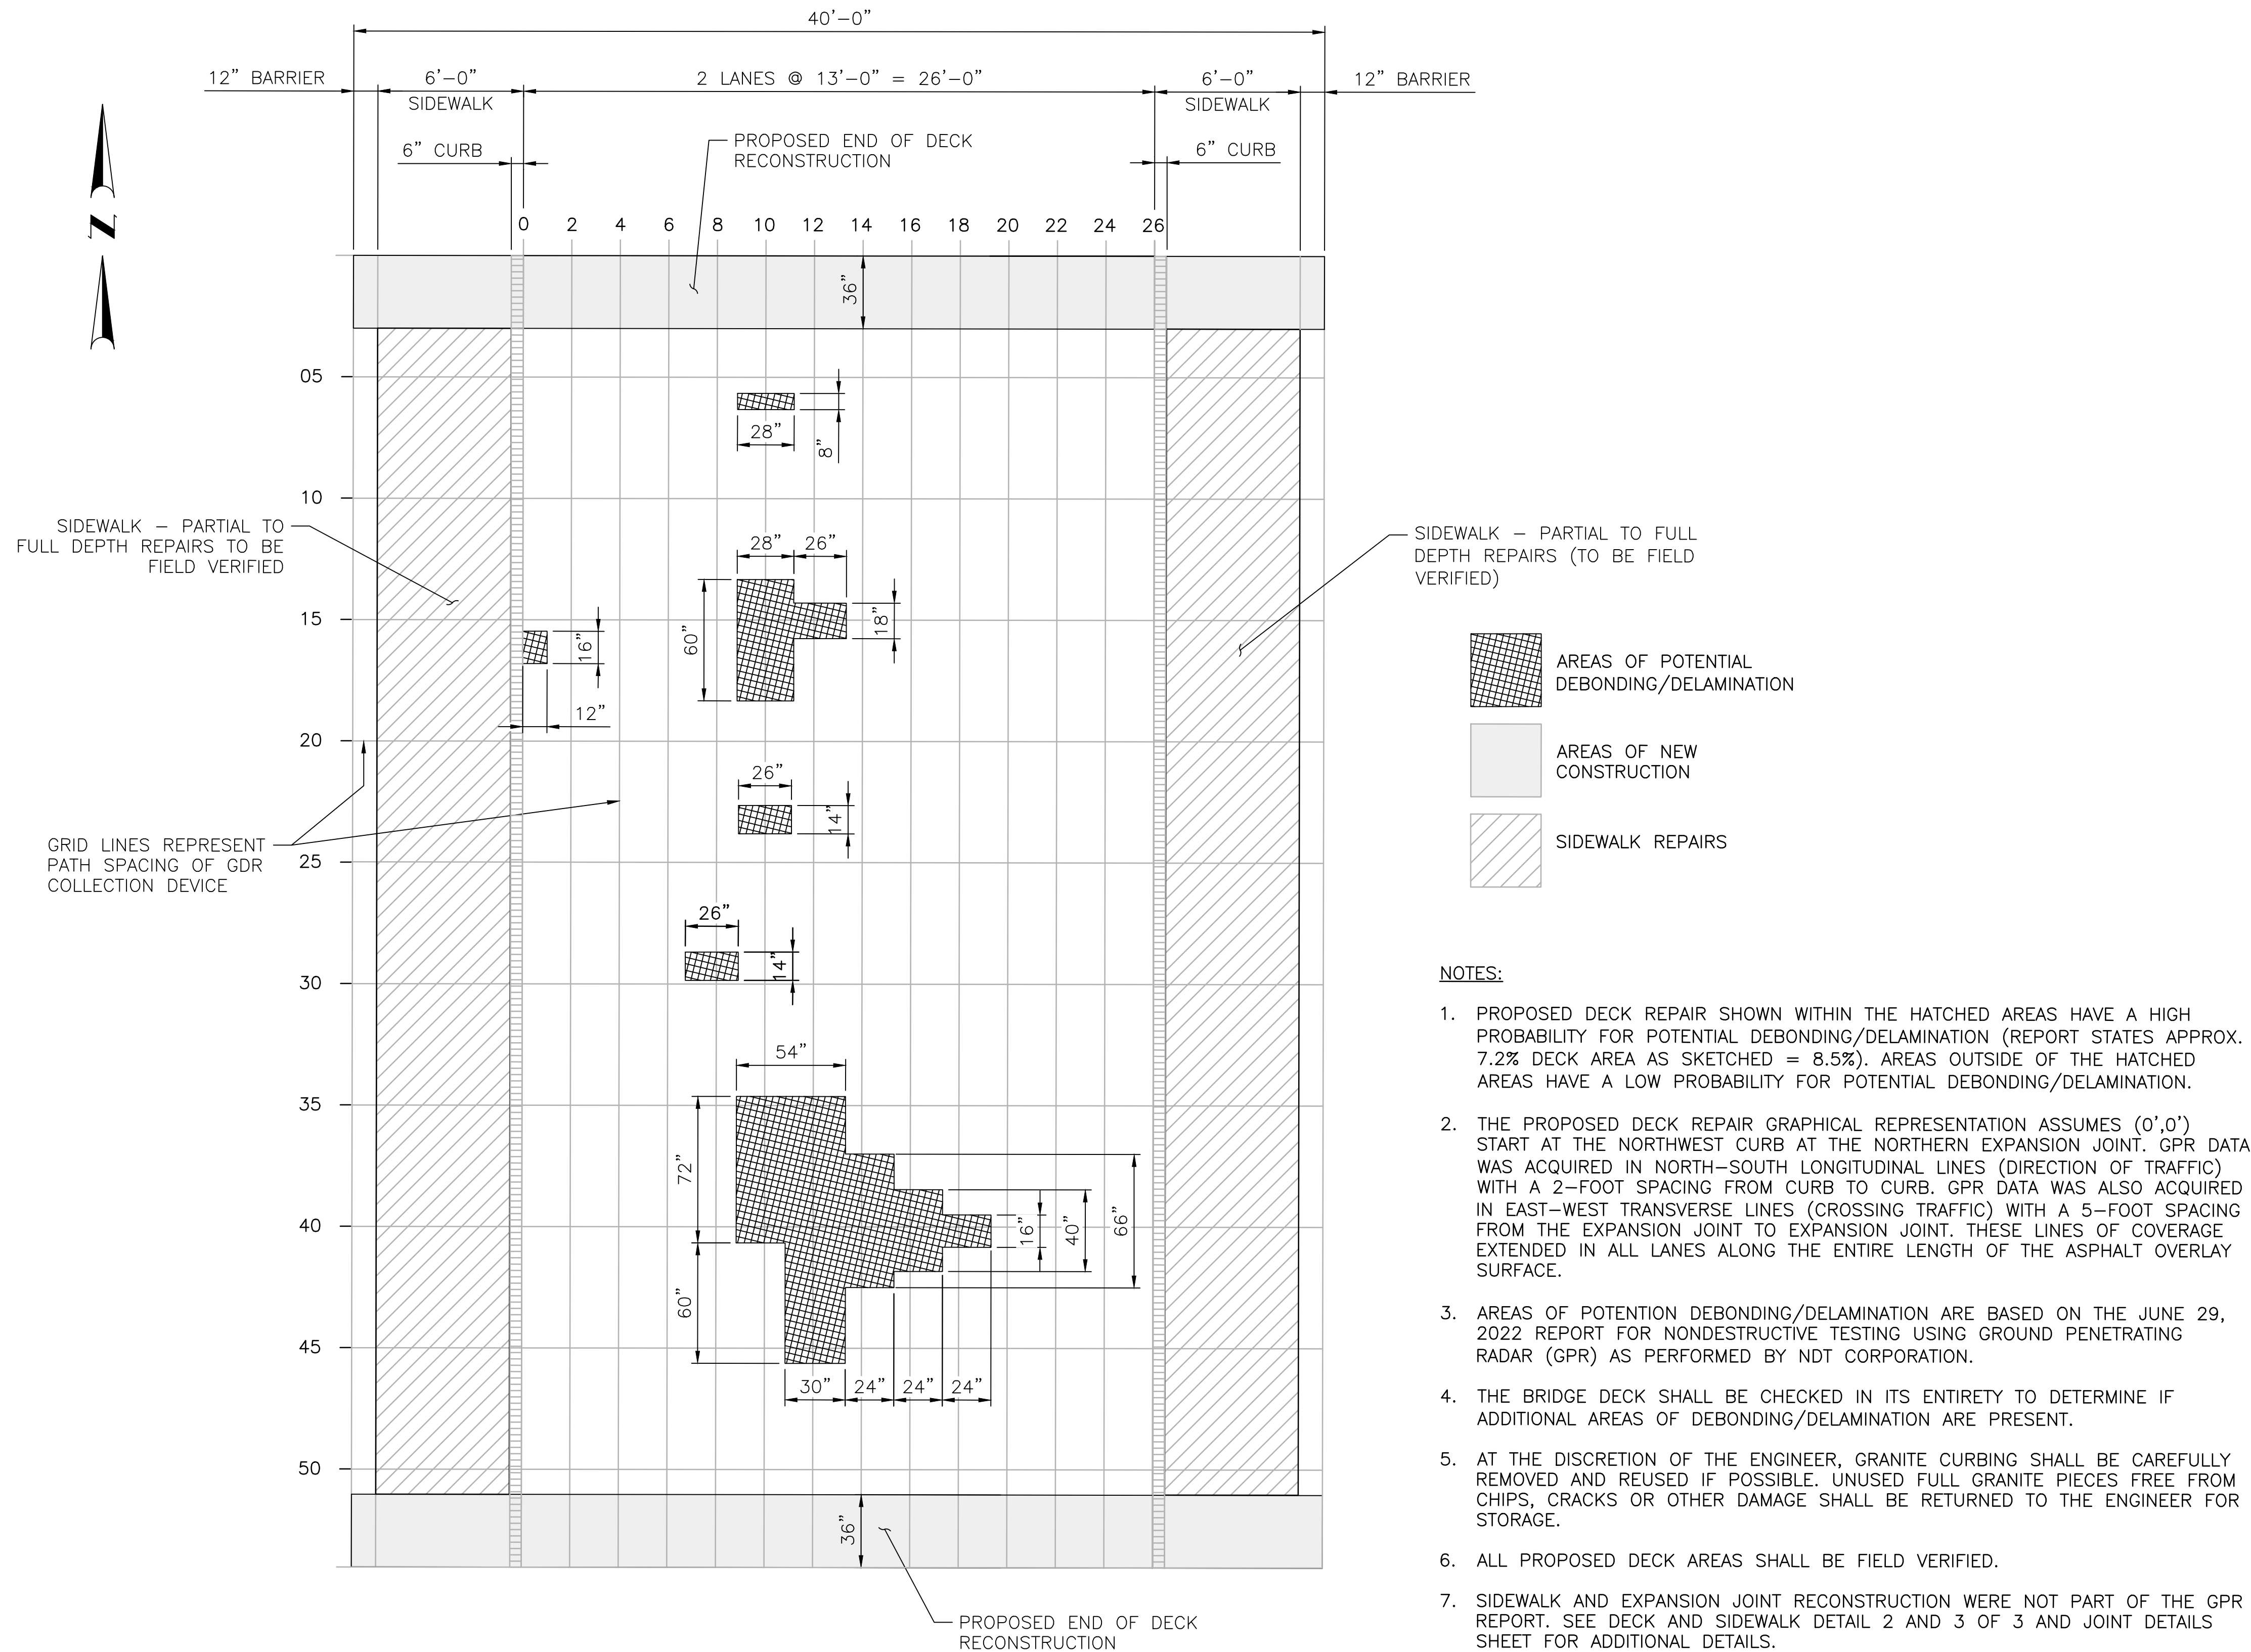 40'-0"
12" BARRIER
6'-0"
SIDEWALK
2 LANES @ 13'-0" = 26'-0"
6'-0"
SIDEWALK
12" BARRIER
6" CURB
PROPOSED END OF DECK
RECONSTRUCTION
6" CURB
N
0 2 4 6 8 10 12 14 16 18 20 22 24 26
36"
05
28"
8"
10
SIDEWALK – PARTIAL TO
FULL DEPTH REPAIRS TO BE
FIELD VERIFIED
28" 26"
60"
18"
15
16"
12"
SIDEWALK – PARTIAL TO FULL
DEPTH REPAIRS (TO BE FIELD
VERIFIED)
AREAS OF POTENTIAL
DEBONDING/DELAMINATION
AREAS OF NEW
CONSTRUCTION
SIDEWALK REPAIRS
20
26"
14"
GRID LINES REPRESENT
PATH SPACING OF GDR
COLLECTION DEVICE
25
26"
14"
30
54"
35
72"
60"
16"
40"
66"
40
45
30" 24" 24" 24"
50
36"
PROPOSED END OF DECK
RECONSTRUCTION
NOTES:
1. PROPOSED DECK REPAIR SHOWN WITHIN THE HATCHED AREAS HAVE A HIGH
PROBABILITY FOR POTENTIAL DEBONDING/DELAMINATION (REPORT STATES APPROX.
7.2% DECK AREA AS SKETCHED = 8.5%). AREAS OUTSIDE OF THE HATCHED
AREAS HAVE A LOW PROBABILITY FOR POTENTIAL DEBONDING/DELAMINATION.
2. THE PROPOSED DECK REPAIR GRAPHICAL REPRESENTATION ASSUMES (0',0')
START AT THE NORTHWEST CURB AT THE NORTHERN EXPANSION JOINT. GPR DATA
WAS ACQUIRED IN NORTH–SOUTH LONGITUDINAL LINES (DIRECTION OF TRAFFIC)
WITH A 2–FOOT SPACING FROM CURB TO CURB. GPR DATA WAS ALSO ACQUIRED
IN EAST–WEST TRANSVERSE LINES (CROSSING TRAFFIC) WITH A 5–FOOT SPACING
FROM THE EXPANSION JOINT TO EXPANSION JOINT. THESE LINES OF COVERAGE
EXTENDED IN ALL LANES ALONG THE ENTIRE LENGTH OF THE ASPHALT OVERLAY
SURFACE.
3. AREAS OF POTENTION DEBONDING/DELAMINATION ARE BASED ON THE JUNE 29,
2022 REPORT FOR NONDESTRUCTIVE TESTING USING GROUND PENETRATING
RADAR (GPR) AS PERFORMED BY NDT CORPORATION.
4. THE BRIDGE DECK SHALL BE CHECKED IN ITS ENTIRETY TO DETERMINE IF
ADDITIONAL AREAS OF DEBONDING/DELAMINATION ARE PRESENT.
5. AT THE DISCRETION OF THE ENGINEER, GRANITE CURBING SHALL BE CAREFULLY
REMOVED AND REUSED IF POSSIBLE. UNUSED FULL GRANITE PIECES FREE FROM
CHIPS, CRACKS OR OTHER DAMAGE SHALL BE RETURNED TO THE ENGINEER FOR
STORAGE.
6. ALL PROPOSED DECK AREAS SHALL BE FIELD VERIFIED.
7. SIDEWALK AND EXPANSION JOINT RECONSTRUCTION WERE NOT PART OF THE GPR
REPORT. SEE DECK AND SIDEWALK DETAIL 2 AND 3 OF 3 AND JOINT DETAILS
SHEET FOR ADDITIONAL DETAILS.